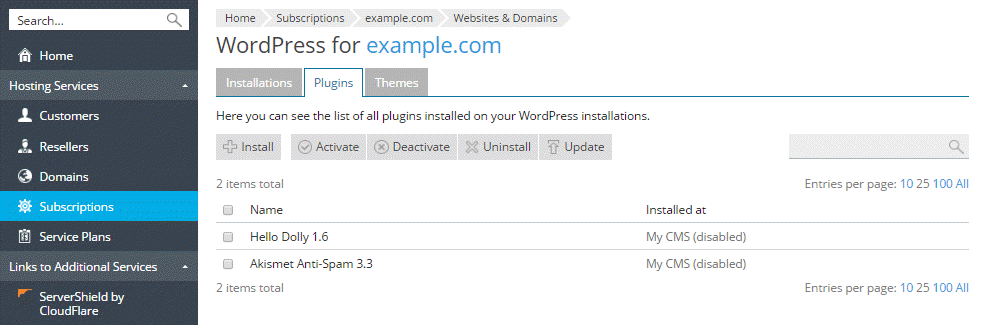 Search...
Home
Hosting Services
Customers
Resellers
Domains
Subscriptions
Service Plans
Links to Additional Services
ServerShield by
CloudFlare
Home Subscriptions example.com Websites & Domains
WordPress for example.com
Installations Plugins Themes
Here you can see the list of all plugins installed on your WordPress installations.
Install Activate Deactivate Uninstall Update
2 items total Entries per page: 10 25 100 All
Name Installed at
Hello Dolly 1.6 My CMS (disabled)
Akismet Anti-Spam 3.3 My CMS (disabled)
2 items total Entries per page: 10 25 100 All